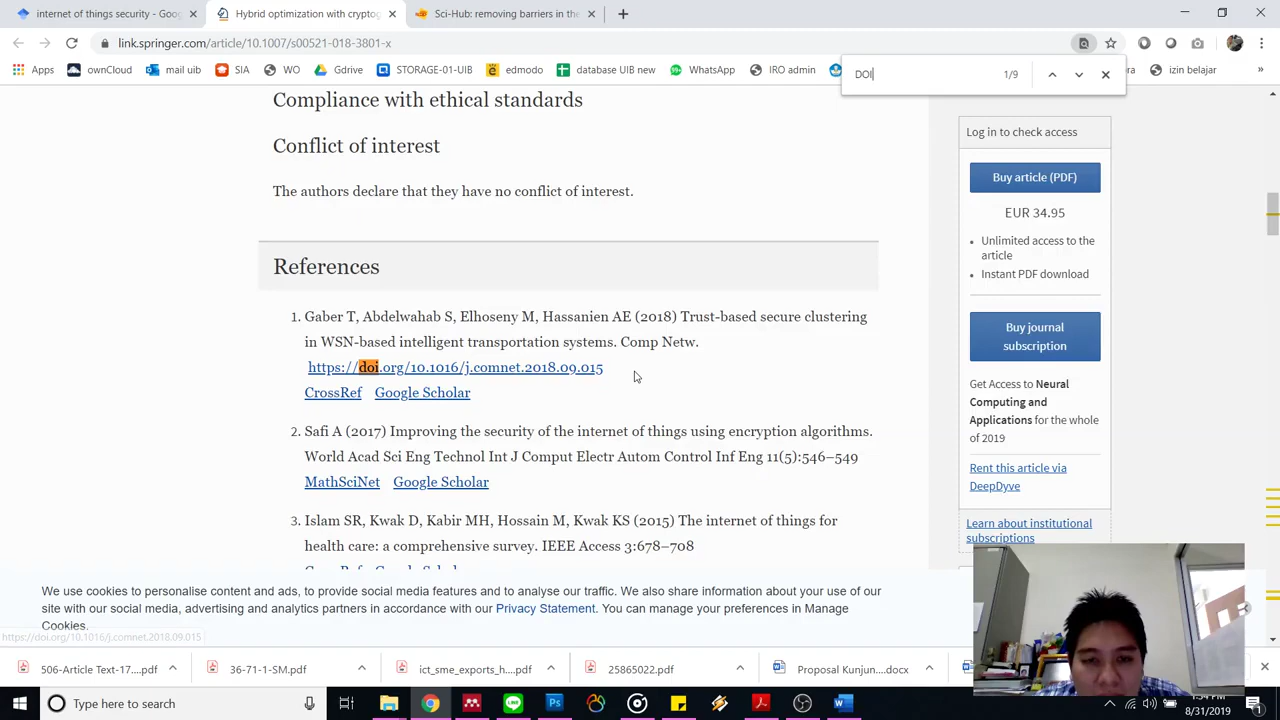 internet of things security - Goo
Hybrid optimization with cryptog
Sci-Hub: removing barriers in the
link.springer.com/article/10.1007/s00521-018-3801-x
Apps
ownCloud
mail uib
SIA
WO
Gdrive
STORAGE-01-UIB
edmodo
database UIB new
WhatsApp
IRO admin
izin belajar
»
DOI
1/9
Compliance with ethical standards
Conflict of interest
The authors declare that they have no conflict of interest.
References
1. Gaber T, Abdelwahab S, Elhoseny M, Hassanien AE (2018) Trust-based secure clustering
in WSN-based intelligent transportation systems. Comp Netw.
https://doi.org/10.1016/j.comnet.2018.09.015
CrossRef Google Scholar
2. Safi A (2017) Improving the security of the internet of things using encryption algorithms.
World Acad Sci Eng Technol Int J Comput Electr Autom Control Inf Eng 11(5):546–549
MathSciNet Google Scholar
3. Islam SR, Kwak D, Kabir MH, Hossain M, Kwak KS (2015) The internet of things for
health care: a comprehensive survey. IEEE Access 3:678–708
Log in to check access
Buy article (PDF)
EUR 34.95
• Unlimited access to the
article
• Instant PDF download
Buy journal
subscription
Get Access to Neural
Computing and
Applications for the whole
of 2019
Rent this article via
DeepDyve
Learn about institutional
subscriptions
We use cookies to personalise content and ads, to provide social media features and to analyse our traffic. We also share information about your use of our
site with our social media, advertising and analytics partners in accordance with our Privacy Statement. You can manage your preferences in Manage
Cookies.
https://doi.org/10.1016/j.comnet.2018.09.015
506-Article Text-17....pdf
36-71-1-SM.pdf
ict_sme_exports_h....pdf
25865022.pdf
Proposal Kunjun....docx
Type here to search
1:54 PM
8/31/2019